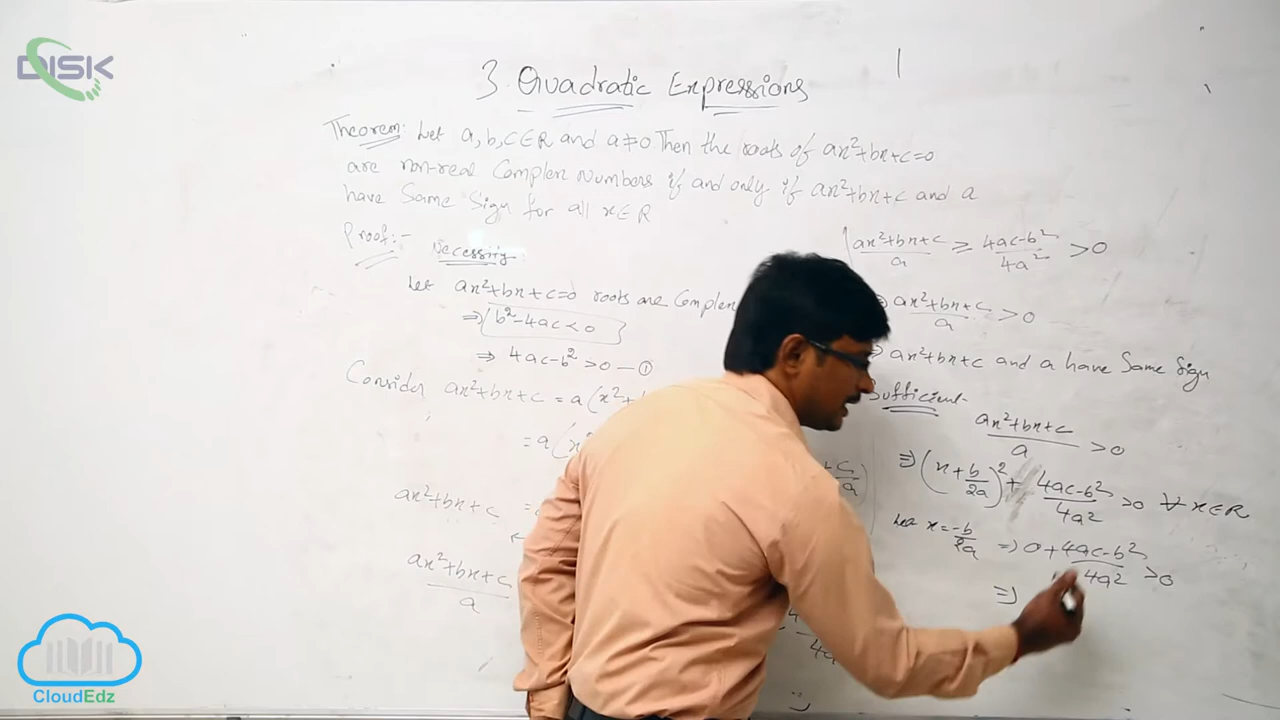 DISK
3. Quadratic Expressions
Theorem: Let a, b, c ∈ R and a ≠ 0 Then the roots of ax²+bx+c=0
are non-real Complex Numbers if and only if ax²+bx+c and a
have Same Sign for all x ∈ R
Proof:-
Necessity:
Let ax²+bx+c=0 roots are Complex
⇒ b²-4ac < 0
⇒ 4ac-b² > 0 — ①
Consider ax²+bx+c = a(x²+
= a(x²
ax²+bx+c =
ax²+bx+c / a
+c/a)
4a
ax²+bx+c / a ≥ 4ac-b² / 4a² > 0
⇒ ax²+bx+c / a > 0
⇒ ax²+bx+c and a have Same Sign
Sufficient-
ax²+bx+c / a > 0
⇒ (x + b/2a)² + 4ac-b² / 4a² > 0 ∀ x ∈ R
Let x = -b/2a ⇒ 0 + 4ac-b² / 4a² > 0
⇒
CloudEdz